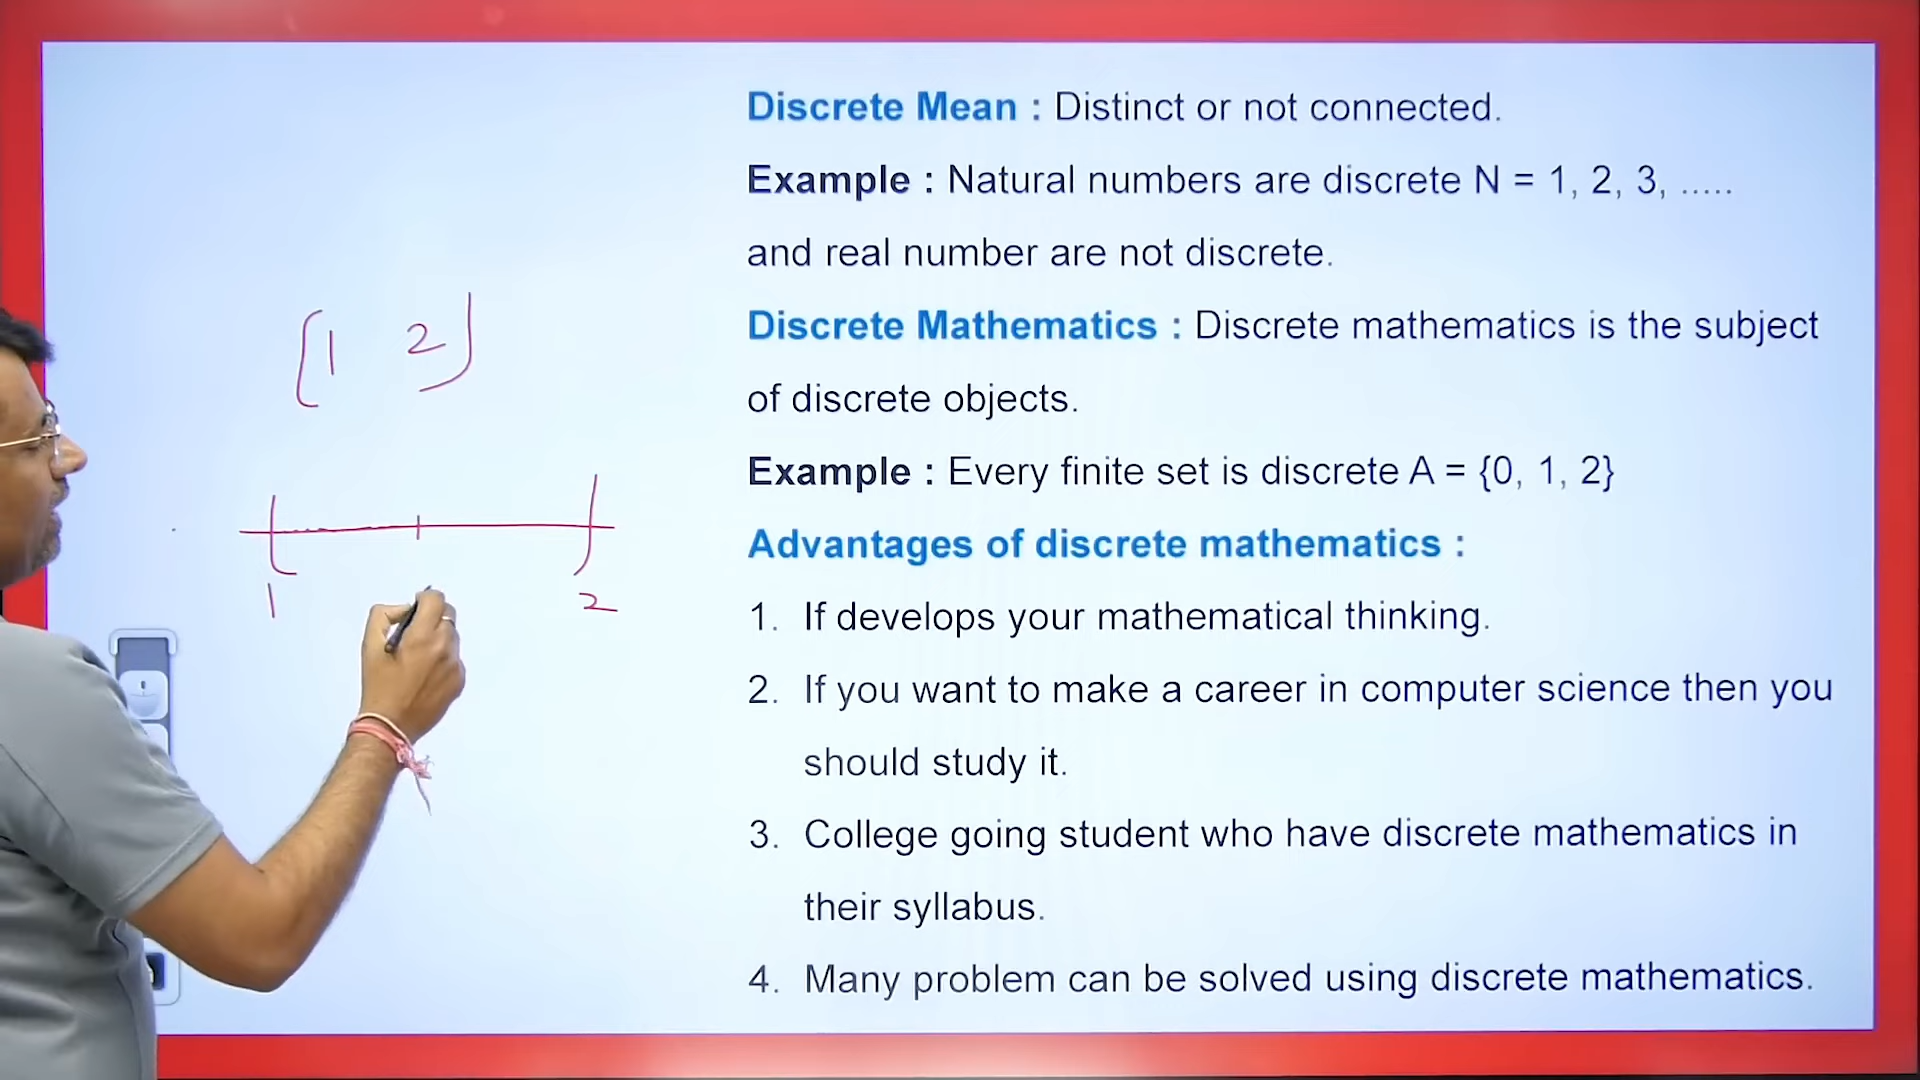 Discrete Mean : Distinct or not connected.
Example : Natural numbers are discrete N = 1, 2, 3, .....
and real number are not discrete.
Discrete Mathematics : Discrete mathematics is the subject
of discrete objects.
Example : Every finite set is discrete A = {0, 1, 2}
Advantages of discrete mathematics :
1. If develops your mathematical thinking.
2. If you want to make a career in computer science then you
should study it.
3. College going student who have discrete mathematics in
their syllabus.
4. Many problem can be solved using discrete mathematics.
[1 2]
1 2